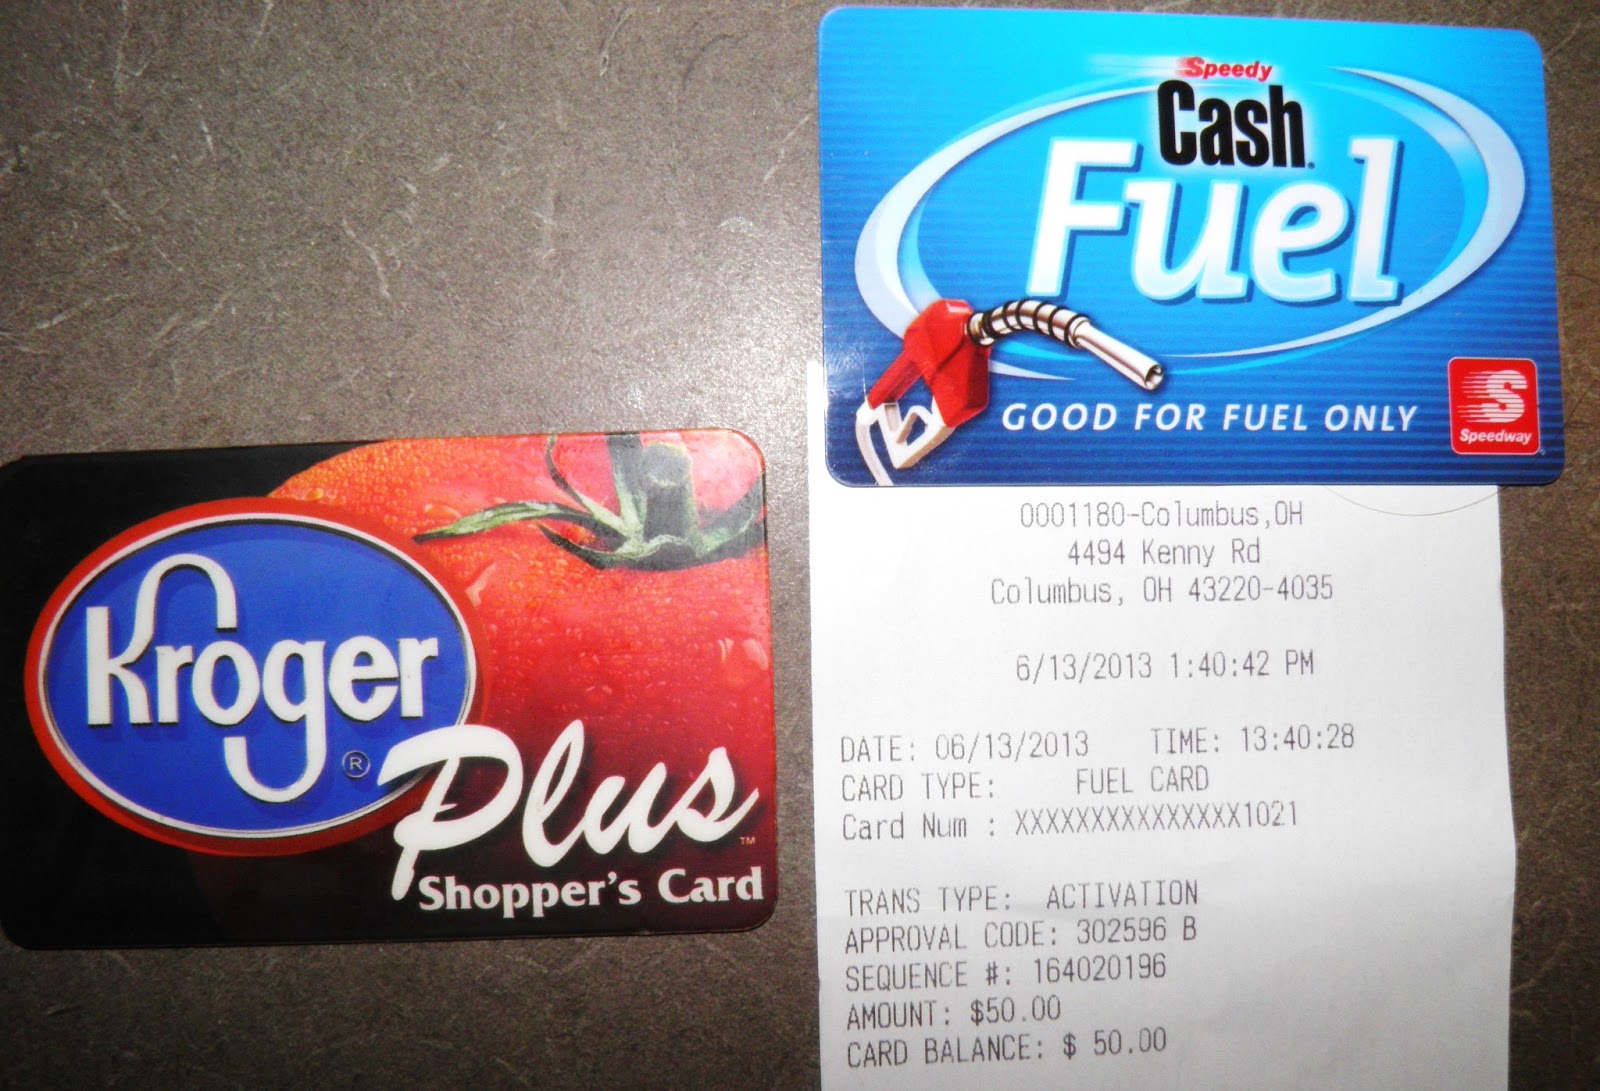 Kroger®
Plus™
Shopper's Card
Speedy
Cash®
Fuel
GOOD FOR FUEL ONLY
S
Speedway
0001180-Columbus,OH
4494 Kenny Rd
Columbus, OH 43220-4035
6/13/2013 1:40:42 PM
DATE: 06/13/2013 TIME: 13:40:28
CARD TYPE: FUEL CARD
Card Num : XXXXXXXXXXXXXXX1021
TRANS TYPE: ACTIVATION
APPROVAL CODE: 302596 B
SEQUENCE #: 164020196
AMOUNT: $50.00
CARD BALANCE: $ 50.00